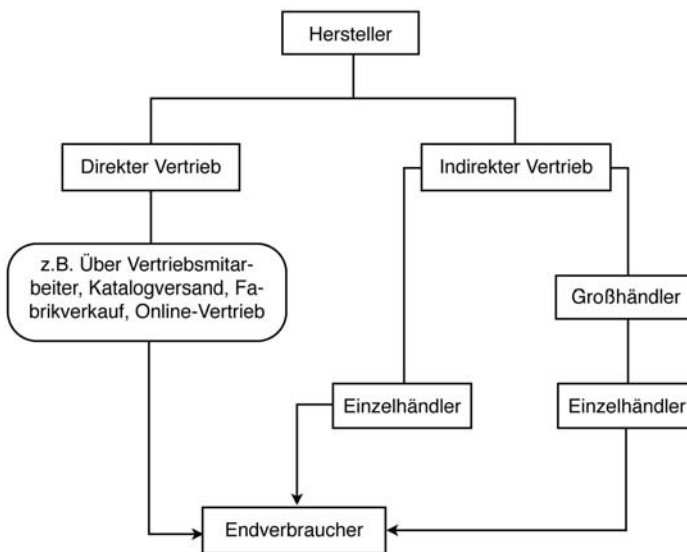 Hersteller
Direkter Vertrieb
Indirekter Vertrieb
z.B. Über Vertriebsmitar-
beiter, Katalogversand, Fa-
brikverkauf, Online-Vertrieb
Großhändler
Einzelhändler
Einzelhändler
Endverbraucher